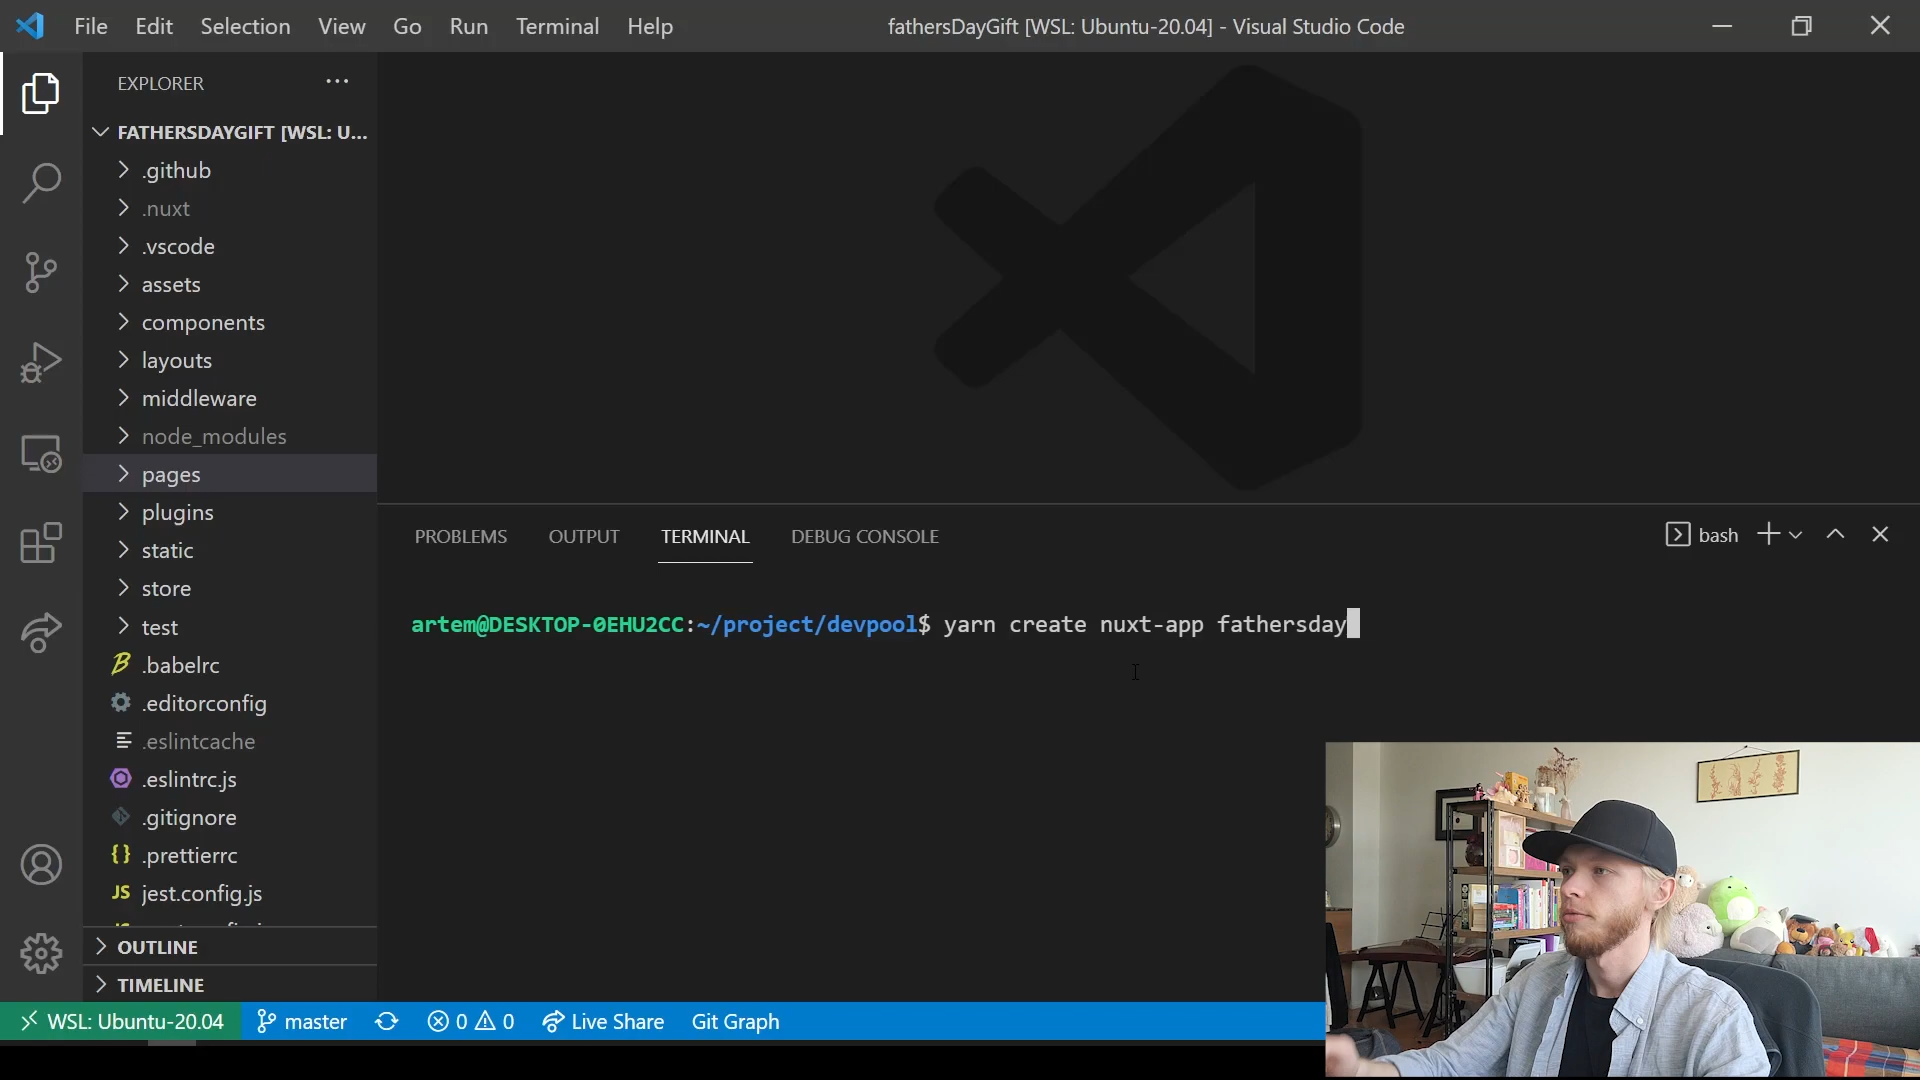 File Edit Selection View Go Run Terminal Help
fathersDayGift [WSL: Ubuntu-20.04] - Visual Studio Code
EXPLORER
FATHERSDAYGIFT [WSL: U...
.github
.nuxt
.vscode
assets
components
layouts
middleware
node_modules
pages
plugins
static
store
test
.babelrc
.editorconfig
.eslintcache
.eslintrc.js
.gitignore
.prettierrc
JS jest.config.js
OUTLINE
TIMELINE
PROBLEMS OUTPUT TERMINAL DEBUG CONSOLE
bash
artem@DESKTOP-0EHU2CC:~/project/devpool$ yarn create nuxt-app fathersday
WSL: Ubuntu-20.04 master 0 0 Live Share Git Graph